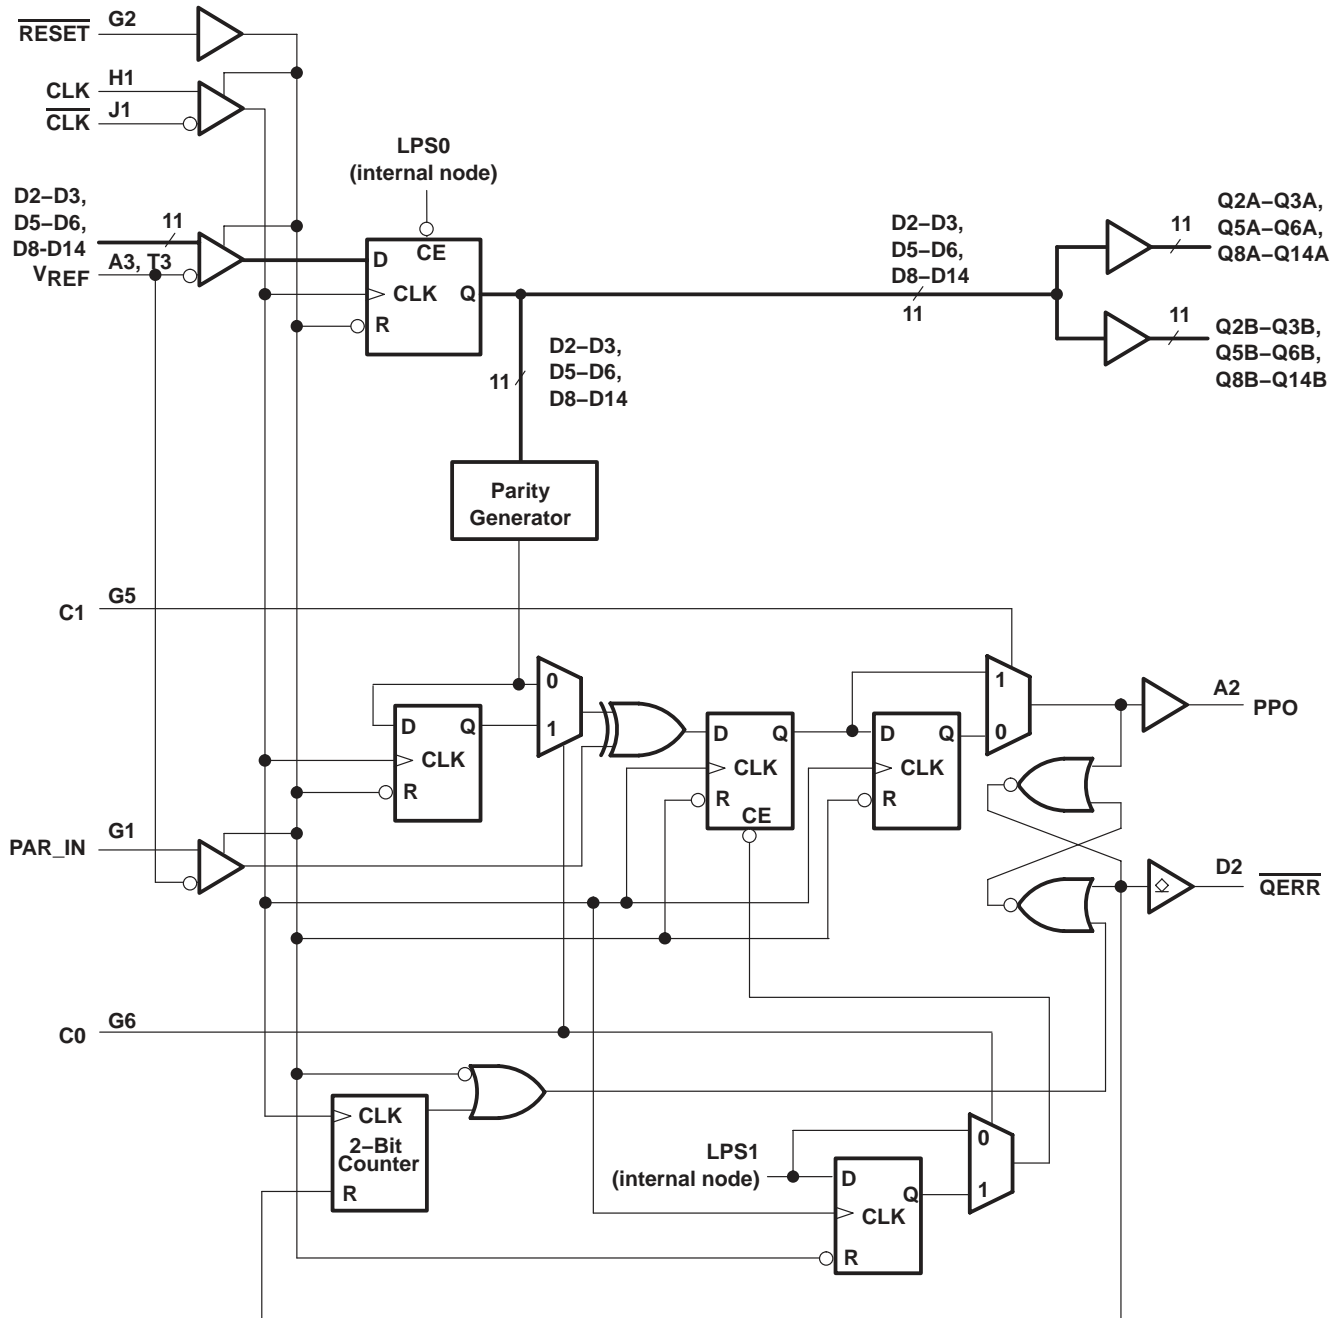 RESET G2
CLK H1
CLK J1
LPS0
(internal node)
D2–D3,
D5–D6,
D8-D14
11
VREF A3, T3
D CE
CLK Q
R
D2–D3,
D5–D6,
D8–D14
11
11
Q2A–Q3A,
Q5A–Q6A,
Q8A–Q14A
11
Q2B–Q3B,
Q5B–Q6B,
Q8B–Q14B
11
D2–D3,
D5–D6,
D8–D14
Parity
Generator
C1 G5
0
1
D Q
CLK
R
D Q
CLK
R
CE
D Q
CLK
R
1
0
A2
PPO
PAR_IN G1
D2
QERR
C0 G6
CLK
2–Bit
Counter
R
LPS1
(internal node)
D
Q
CLK
R
0
1